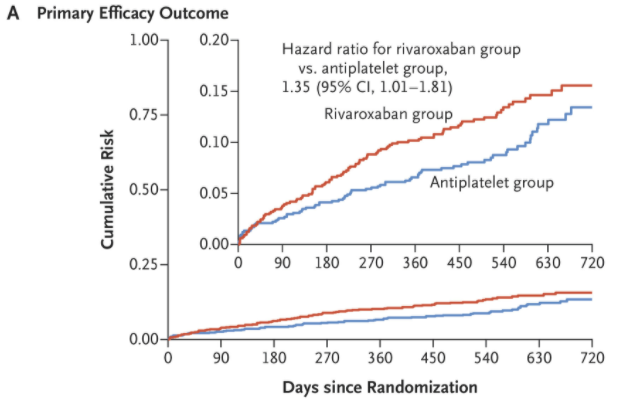 A Primary Efficacy Outcome
1.00
0.75
0.50
0.25
0.00
Cumulative Risk
0.20
0.15
0.10
0.05
0.00
Hazard ratio for rivaroxaban group
vs. antiplatelet group,
1.35 (95% CI, 1.01–1.81)
Rivaroxaban group
Antiplatelet group
0 90 180 270 360 450 540 630 720
0 90 180 270 360 450 540 630 720
Days since Randomization